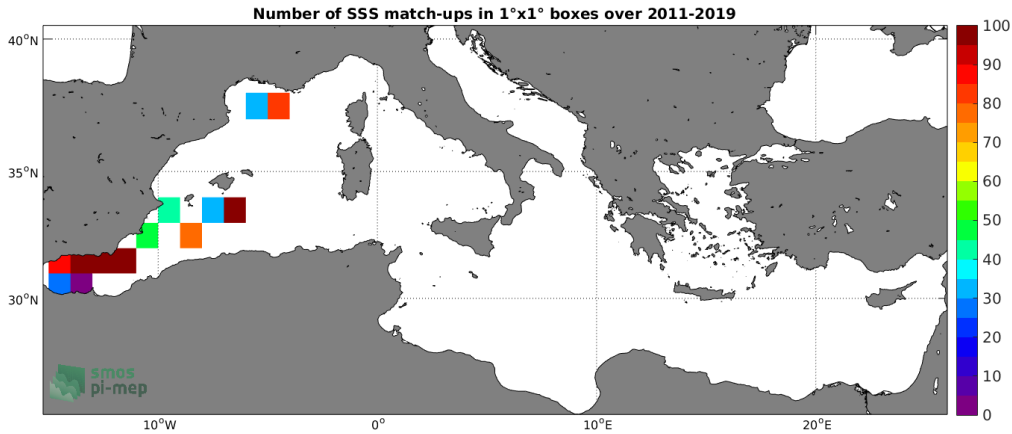 Number of SSS match-ups in 1°x1° boxes over 2011-2019
40°N
35°N
30°N
10°W
0°
10°E
20°E
100
90
80
70
60
50
40
30
20
10
0
smos
pi-mep